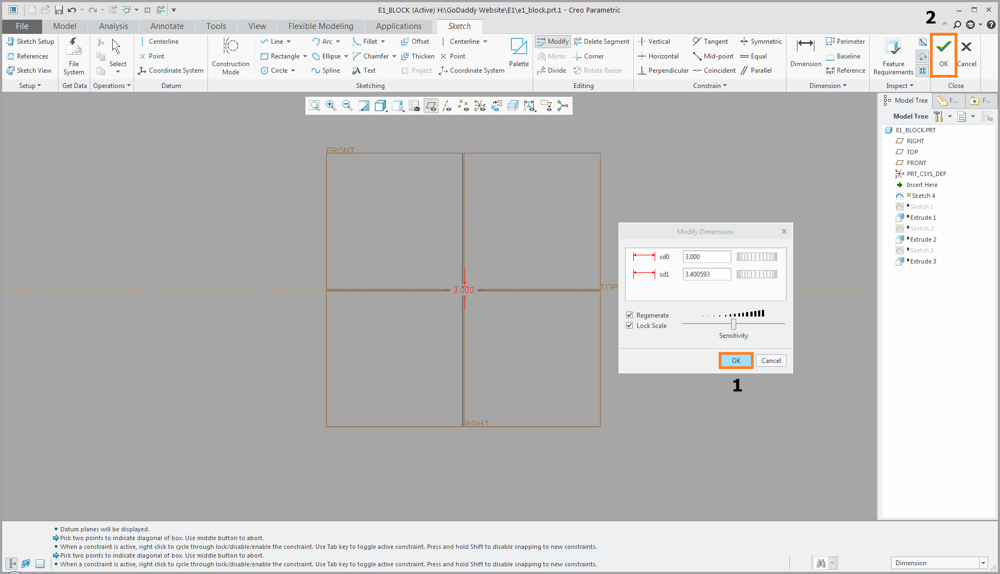 E1_BLOCK (Active) H:\GoDaddy Website\E1\e1_block.prt.1 - Creo Parametric
2
File Model Analysis Annotate Tools View Flexible Modeling Applications Sketch
Sketch Setup Centerline Line Arc Fillet Offset Centerline Modify Delete Segment Vertical Tangent Symmetric Perimeter
References Point Rectangle Ellipse Chamfer Thicken Point Mirror Corner Horizontal Mid-point Equal Baseline
File System Select Construction Mode Palette Dimension Feature Requirements OK Cancel
Sketch View Coordinate System Circle Spline Text Project Coordinate System Divide Rotate Resize Perpendicular Coincident Parallel Reference
Setup Get Data Operations Datum Sketching Editing Constrain Dimension Inspect Close
Model Tree F... F...
Model Tree
E1_BLOCK.PRT
RIGHT
TOP
FRONT
PRT_CSYS_DEF
Insert Here
Sketch 4
Sketch 1
Extrude 1
Sketch 2
Extrude 2
Sketch 3
Extrude 3
FRONT
TOP
3.000
RIGHT
Modify Dimensions
sd0 3.000
sd1 3.400593
Regenerate
Lock Scale
Sensitivity
OK Cancel
1
Datum planes will be displayed.
Pick two points to indicate diagonal of box. Use middle button to abort.
When a constraint is active, right click to cycle through lock/disable/enable the constraint. Use Tab key to toggle active constraint. Press and hold Shift to disable snapping to new constraints.
Pick two points to indicate diagonal of box. Use middle button to abort.
When a constraint is active, right click to cycle through lock/disable/enable the constraint. Use Tab key to toggle active constraint. Press and hold Shift to disable snapping to new constraints.
Dimension